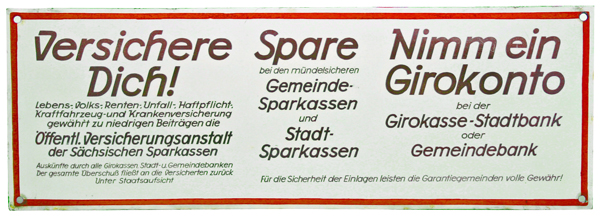 Versichere
Dich!
Lebens-, Volks-, Renten-, Unfall-, Haftpflicht,
Kraftfahrzeug-und Krankenversicherung
gewährt zu niedrigen Beiträgen die
Öffentl. Versicherungsanstalt
der Sächsischen Sparkassen
Auskünfte durch alle Girokassen, Stadt- u. Gemeindebanken
Der gesamte Überschuß fließt an die Versicherten zurück
Unter Staatsaufsicht
Spare
bei den mündelsicheren
Gemeinde-
Sparkassen
und
Stadt-
Sparkassen
Nimm ein
Girokonto
bei der
Girokasse-Stadtbank
oder
Gemeindebank
Für die Sicherheit der Einlagen leisten die Garantiegemeinden volle Gewähr!